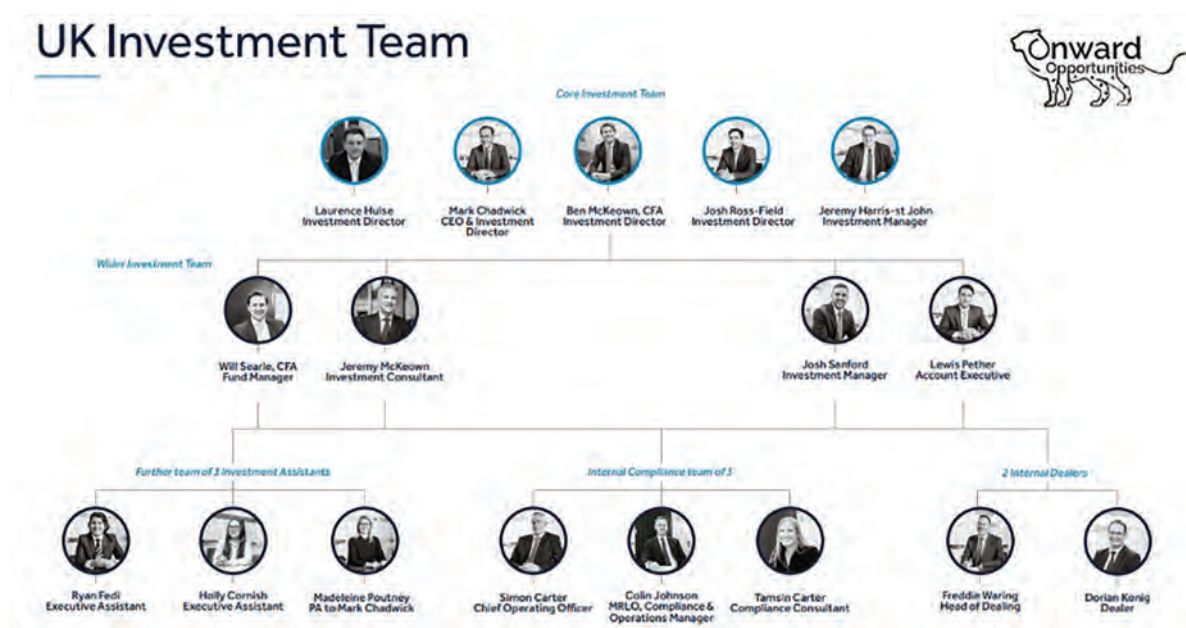 UK Investment Team
Onward
Opportunities
Core Investment Team
Laurence Hulse
Investment Director
Mark Chadwick
CEO & Investment
Director
Ben McKeown, CFA
Investment Director
Josh Ross-Field
Investment Director
Jeremy Harris-st John
Investment Manager
Wider Investment Team
Will Searle, CFA
Fund Manager
Jeremy McKeown
Investment Consultant
Josh Sanford
Investment Manager
Lewis Pether
Account Executive
Further team of 3 Investment Assistants
Internal Compliance team of 3
2 Internal Dealers
Ryan Fedi
Executive Assistant
Holly Cornish
Executive Assistant
Madeleine Poutney
PA to Mark Chadwick
Simon Carter
Chief Operating Officer
Colin Johnson
MRLO, Compliance &
Operations Manager
Tamsin Carter
Compliance Consultant
Freddie Waring
Head of Dealing
Dorian Konig
Dealer